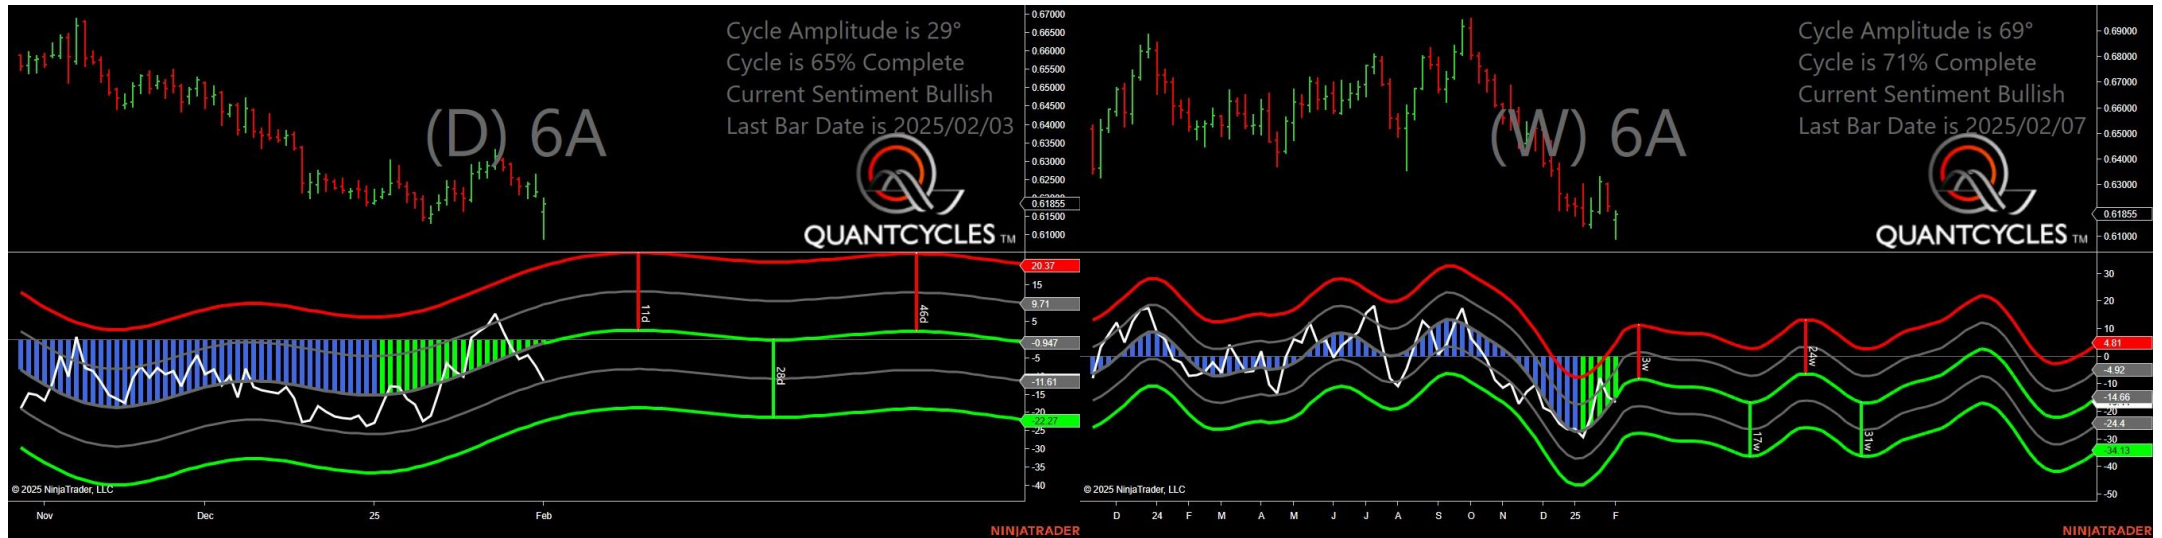 Cycle Amplitude is 29°
Cycle is 65% Complete
Current Sentiment Bullish
Last Bar Date is 2025/02/03
(D) 6A
QUANTCYCLES TM
0.67000
0.66500
0.66000
0.65500
0.65000
0.64500
0.64000
0.63500
0.63000
0.62500
0.61855
0.61500
0.61000
20.37
15
9.71
5
-0.947
-5
-11.61
-15
-20
-22.27
-25
-30
-35
-40
11d
46d
28d
© 2025 NinjaTrader, LLC
Nov Dec 25 Feb
NINJATRADER
Cycle Amplitude is 69°
Cycle is 71% Complete
Current Sentiment Bullish
Last Bar Date is 2025/02/07
(W) 6A
QUANTCYCLES TM
0.69000
0.68000
0.67000
0.66000
0.65000
0.64000
0.63000
0.61855
0.61000
30
20
10
4.81
0
-4.92
-10
-14.66
-20
-24.4
-30
-34.13
-40
-50
3w
24w
17w
31w
© 2025 NinjaTrader, LLC
D 24 F M A M J J A S O N D 25 F
NINJATRADER